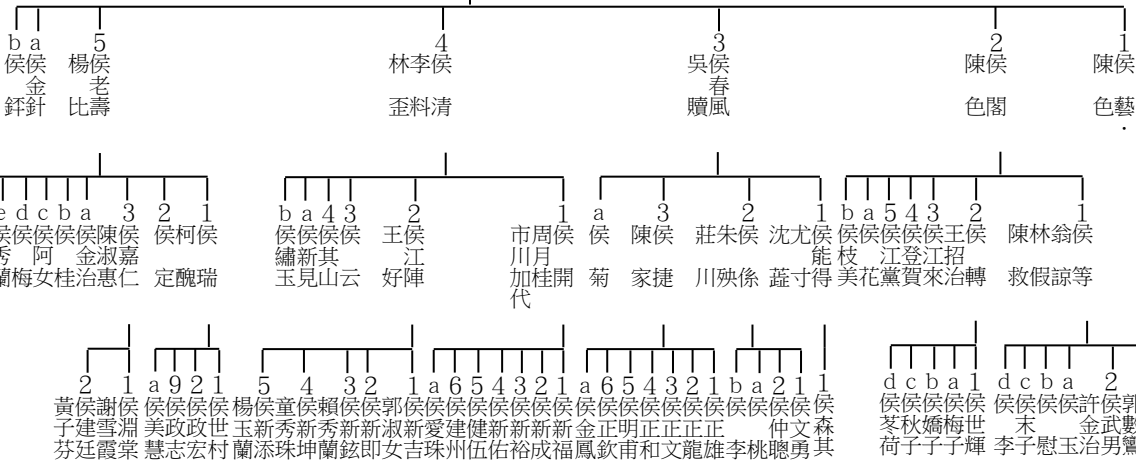 1 侯藝.
陳色
2 侯閣
陳色
3 侯春風
吳贖
4 侯清
李料
林歪
5 侯老壽
楊比
a 侯金針
b 侯
1 侯等
翁諒
林假
陳救
2 侯轉
王招治
3 侯江來
4 侯登賀
5 侯江黨
a 侯花
b 侯枝美
1 侯能得
尤寸
沈
2 侯係
朱殃
莊川
3 侯捷
陳家
a 侯菊
1 侯開
周月桂
市川加代
2 侯江陣
王好
3 侯云
4 侯其山
a 侯新見
b 侯繡玉
1 侯瑞
柯醜
2 侯定
3 侯嘉仁
陳淑惠
a 侯金治
b 侯桂
c 侯阿女
d 侯梅
e 侯秀蘭
郭數鸞
2 侯武男
許金治
a 侯玉
b 侯慰
c 侯末子
d 侯李
1 侯世輝
a 侯梅子
b 侯嬌子
c 侯秋子
d 侯苳荷
1 侯森其
1 侯文勇
2 侯仲聰
a 侯桃
b 侯李
1 侯正雄
2 侯正龍
3 侯正文
4 侯正和
5 侯明甫
6 侯正欽
a 侯金鳳
1 侯新福
2 侯新成
3 侯新裕
4 侯新佑
5 侯健伍
6 侯建州
a 侯愛珠
1 侯新吉
郭淑女
2 侯新即
3 侯新鉉
賴秀蘭
4 侯新坤
童秀珠
5 侯新添
楊玉蘭
1 侯世村
2 侯政宏
9 侯政志
a 侯美慧
1 侯淵棠
謝雪霞
2 侯建廷
黃子芬